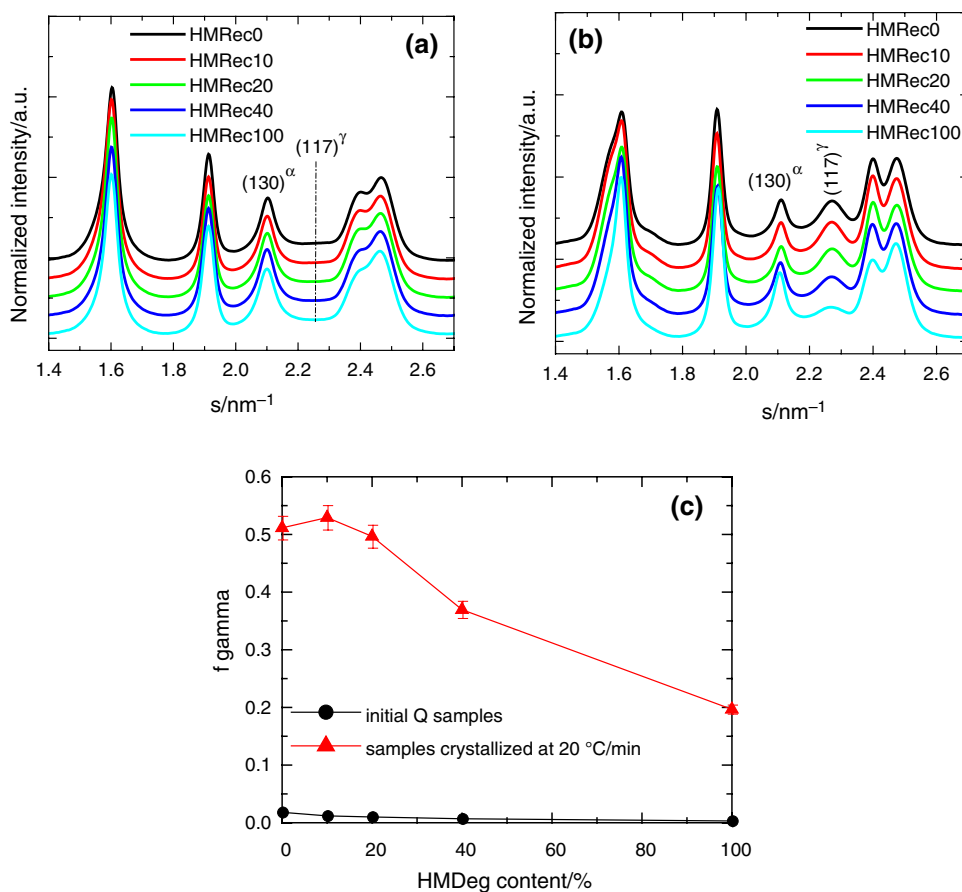 (a)
HMRec0
HMRec10
HMRec20
HMRec40
HMRec100
(117)γ
(130)α
Normalized intensity/a.u.
1.4 1.6 1.8 2.0 2.2 2.4 2.6
s/nm−1
(b)
HMRec0
HMRec10
HMRec20
HMRec40
HMRec100
(130)α
(117)γ
Normalized intensity/a.u.
1.4 1.6 1.8 2.0 2.2 2.4 2.6
s/nm−1
(c)
0.6
0.5
0.4
0.3
0.2
0.1
0.0
f gamma
initial Q samples
samples crystallized at 20 °C/min
0 20 40 60 80 100
HMDeg content/%